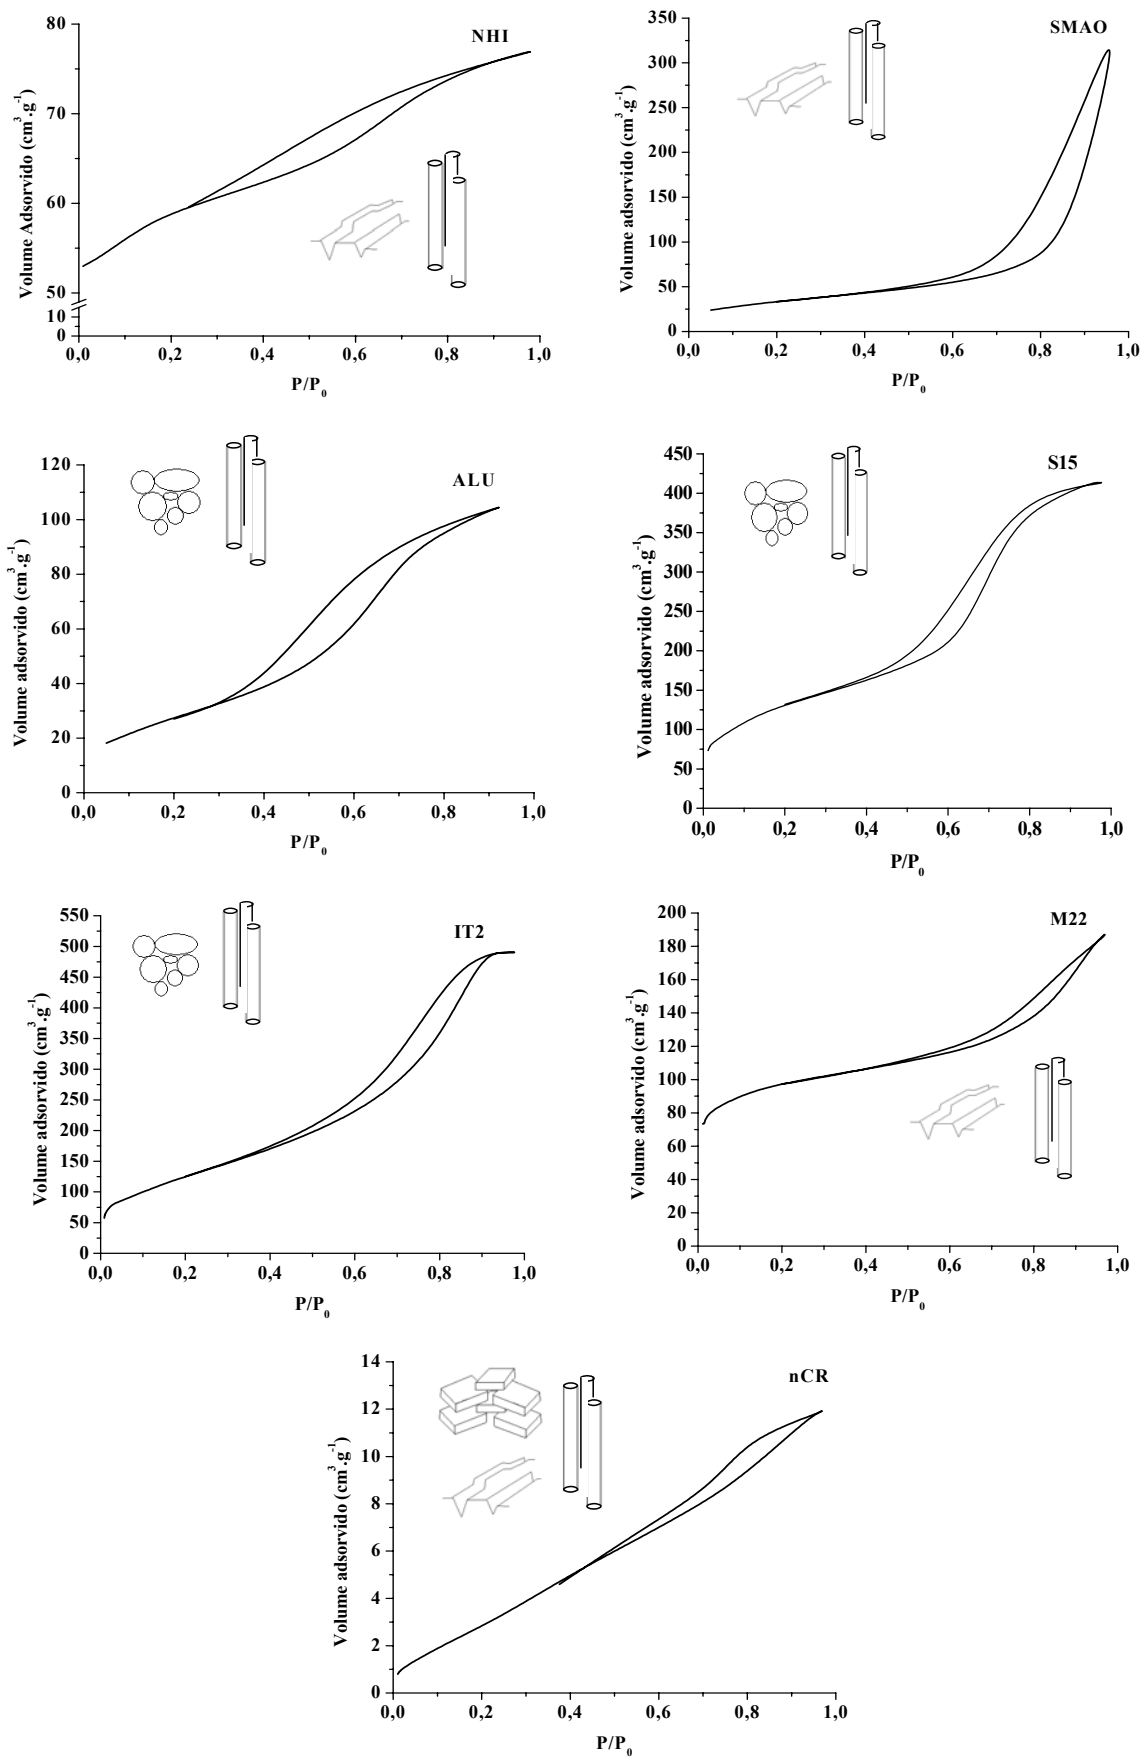 NHI
Volume Adsorvido (cm³.g⁻¹)
80
70
60
50
10
0
0,0 0,2 0,4 0,6 0,8 1,0
P/P₀
SMAO
Volume adsorvido (cm³.g⁻¹)
350
300
250
200
150
100
50
0
0,0 0,2 0,4 0,6 0,8 1,0
P/P₀
ALU
Volume adsorvido (cm³.g⁻¹)
120
100
80
60
40
20
0
0,0 0,2 0,4 0,6 0,8 1,0
P/P₀
S15
Volume adsorvido (cm³.g⁻¹)
450
400
350
300
250
200
150
100
50
0
0,0 0,2 0,4 0,6 0,8 1,0
P/P₀
IT2
Volume adsorvido (cm³.g⁻¹)
550
500
450
400
350
300
250
200
150
100
50
0
0,0 0,2 0,4 0,6 0,8 1,0
P/P₀
M22
Volume adsorvido (cm³.g⁻¹)
200
180
160
140
120
100
80
60
40
20
0
0,0 0,2 0,4 0,6 0,8 1,0
P/P₀
nCR
Volume adsorvido (cm³.g⁻¹)
14
12
10
8
6
4
2
0
0,0 0,2 0,4 0,6 0,8 1,0
P/P₀